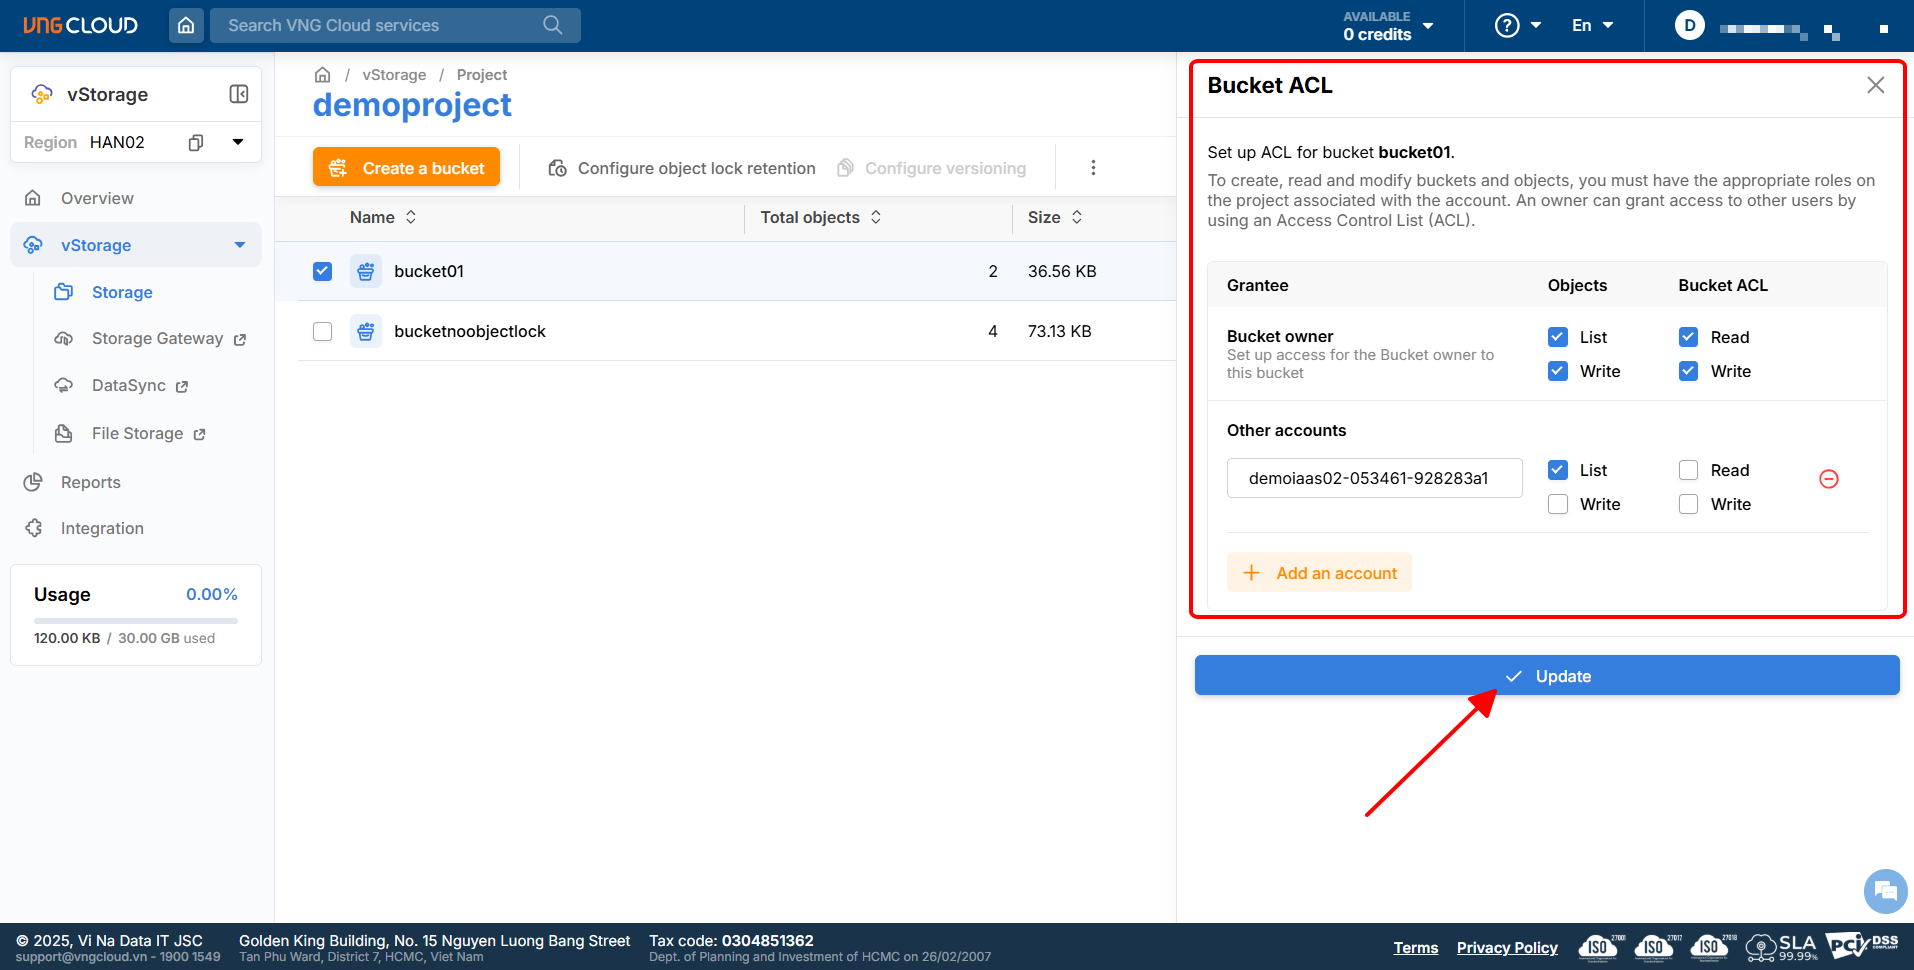 VNG CLOUD
Search VNG Cloud services
AVAILABLE
0 credits
En
D
vStorage
Region HAN02
Overview
vStorage
Storage
Storage Gateway
DataSync
File Storage
Reports
Integration
Usage 0.00%
120.00 KB / 30.00 GB used
/ vStorage / Project
demoproject
Create a bucket
Configure object lock retention
Configure versioning
Name Total objects Size
bucket01 2 36.56 KB
bucketnoobjectlock 4 73.13 KB
Bucket ACL
Set up ACL for bucket bucket01.
To create, read and modify buckets and objects, you must have the appropriate roles on
the project associated with the account. An owner can grant access to other users by
using an Access Control List (ACL).
Grantee Objects Bucket ACL
Bucket owner
Set up access for the Bucket owner to
this bucket
List Read
Write Write
Other accounts
demoiaas02-053461-928283a1
List Read
Write Write
+ Add an account
Update
© 2025, Vi Na Data IT JSC
support@vngcloud.vn - 1900 1549
Golden King Building, No. 15 Nguyen Luong Bang Street
Tan Phu Ward, District 7, HCMC, Viet Nam
Tax code: 0304851362
Dept. of Planning and Investment of HCMC on 26/02/2007
Terms
Privacy Policy
ISO 27001
ISO 27017
ISO 27018
SLA
99.99%
PCI DSS
COMPLIANT